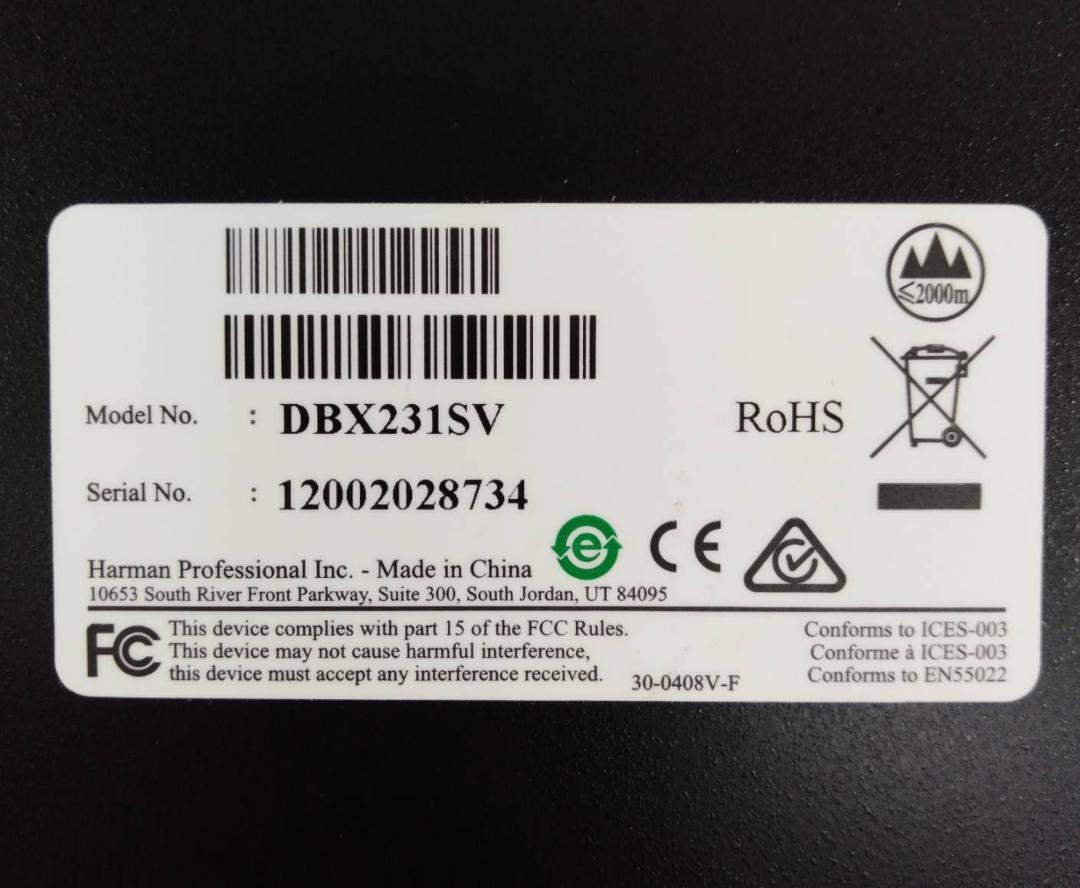 ≤2000m
Model No. : DBX231SV
RoHS
Serial No. : 12002028734
e
CE
Harman Professional Inc. - Made in China
10653 South River Front Parkway, Suite 300, South Jordan, UT 84095
FC
This device complies with part 15 of the FCC Rules.
This device may not cause harmful interference,
this device must accept any interference received.
30-0408V-F
Conforms to ICES-003
Conforme à ICES-003
Conforms to EN55022